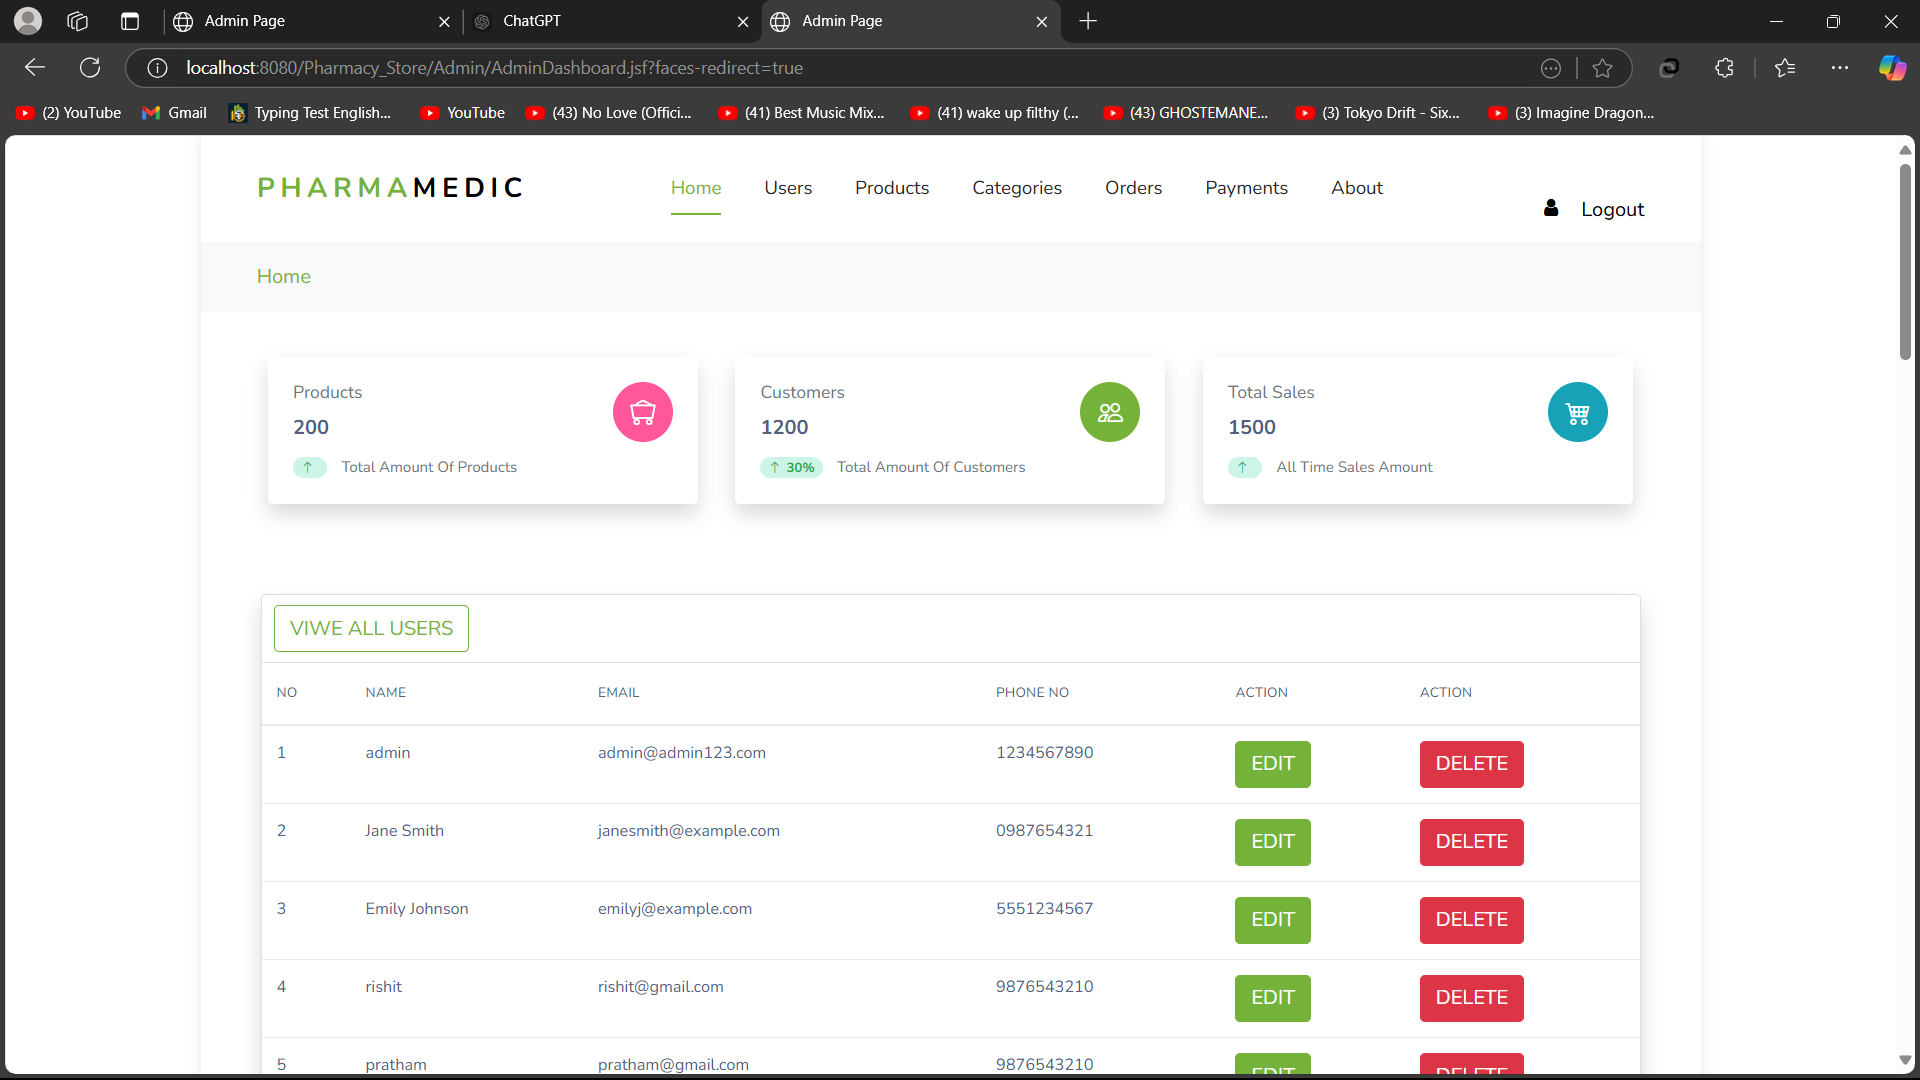 Admin Page
ChatGPT
Admin Page
localhost:8080/Pharmacy_Store/Admin/AdminDashboard.jsf?faces-redirect=true
(2) YouTube
Gmail
Typing Test English...
YouTube
(43) No Love (Offici...
(41) Best Music Mix...
(41) wake up filthy (...
(43) GHOSTEMANE...
(3) Tokyo Drift - Six...
(3) Imagine Dragon...
PHARMAMEDIC
Home Users Products Categories Orders Payments About
Logout
Home
Products
200
↑ Total Amount Of Products
Customers
1200
↑ 30% Total Amount Of Customers
Total Sales
1500
↑ All Time Sales Amount
VIWE ALL USERS
NO NAME EMAIL PHONE NO ACTION ACTION
1 admin admin@admin123.com 1234567890 EDIT DELETE
2 Jane Smith janesmith@example.com 0987654321 EDIT DELETE
3 Emily Johnson emilyj@example.com 5551234567 EDIT DELETE
4 rishit rishit@gmail.com 9876543210 EDIT DELETE
5 pratham pratham@gmail.com 9876543210 EDIT DELETE